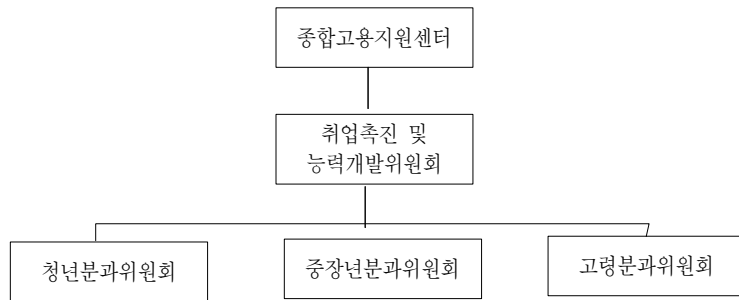 종합고용지원센터
취업촉진 및
능력개발위원회
청년분과위원회
중장년분과위원회
고령분과위원회